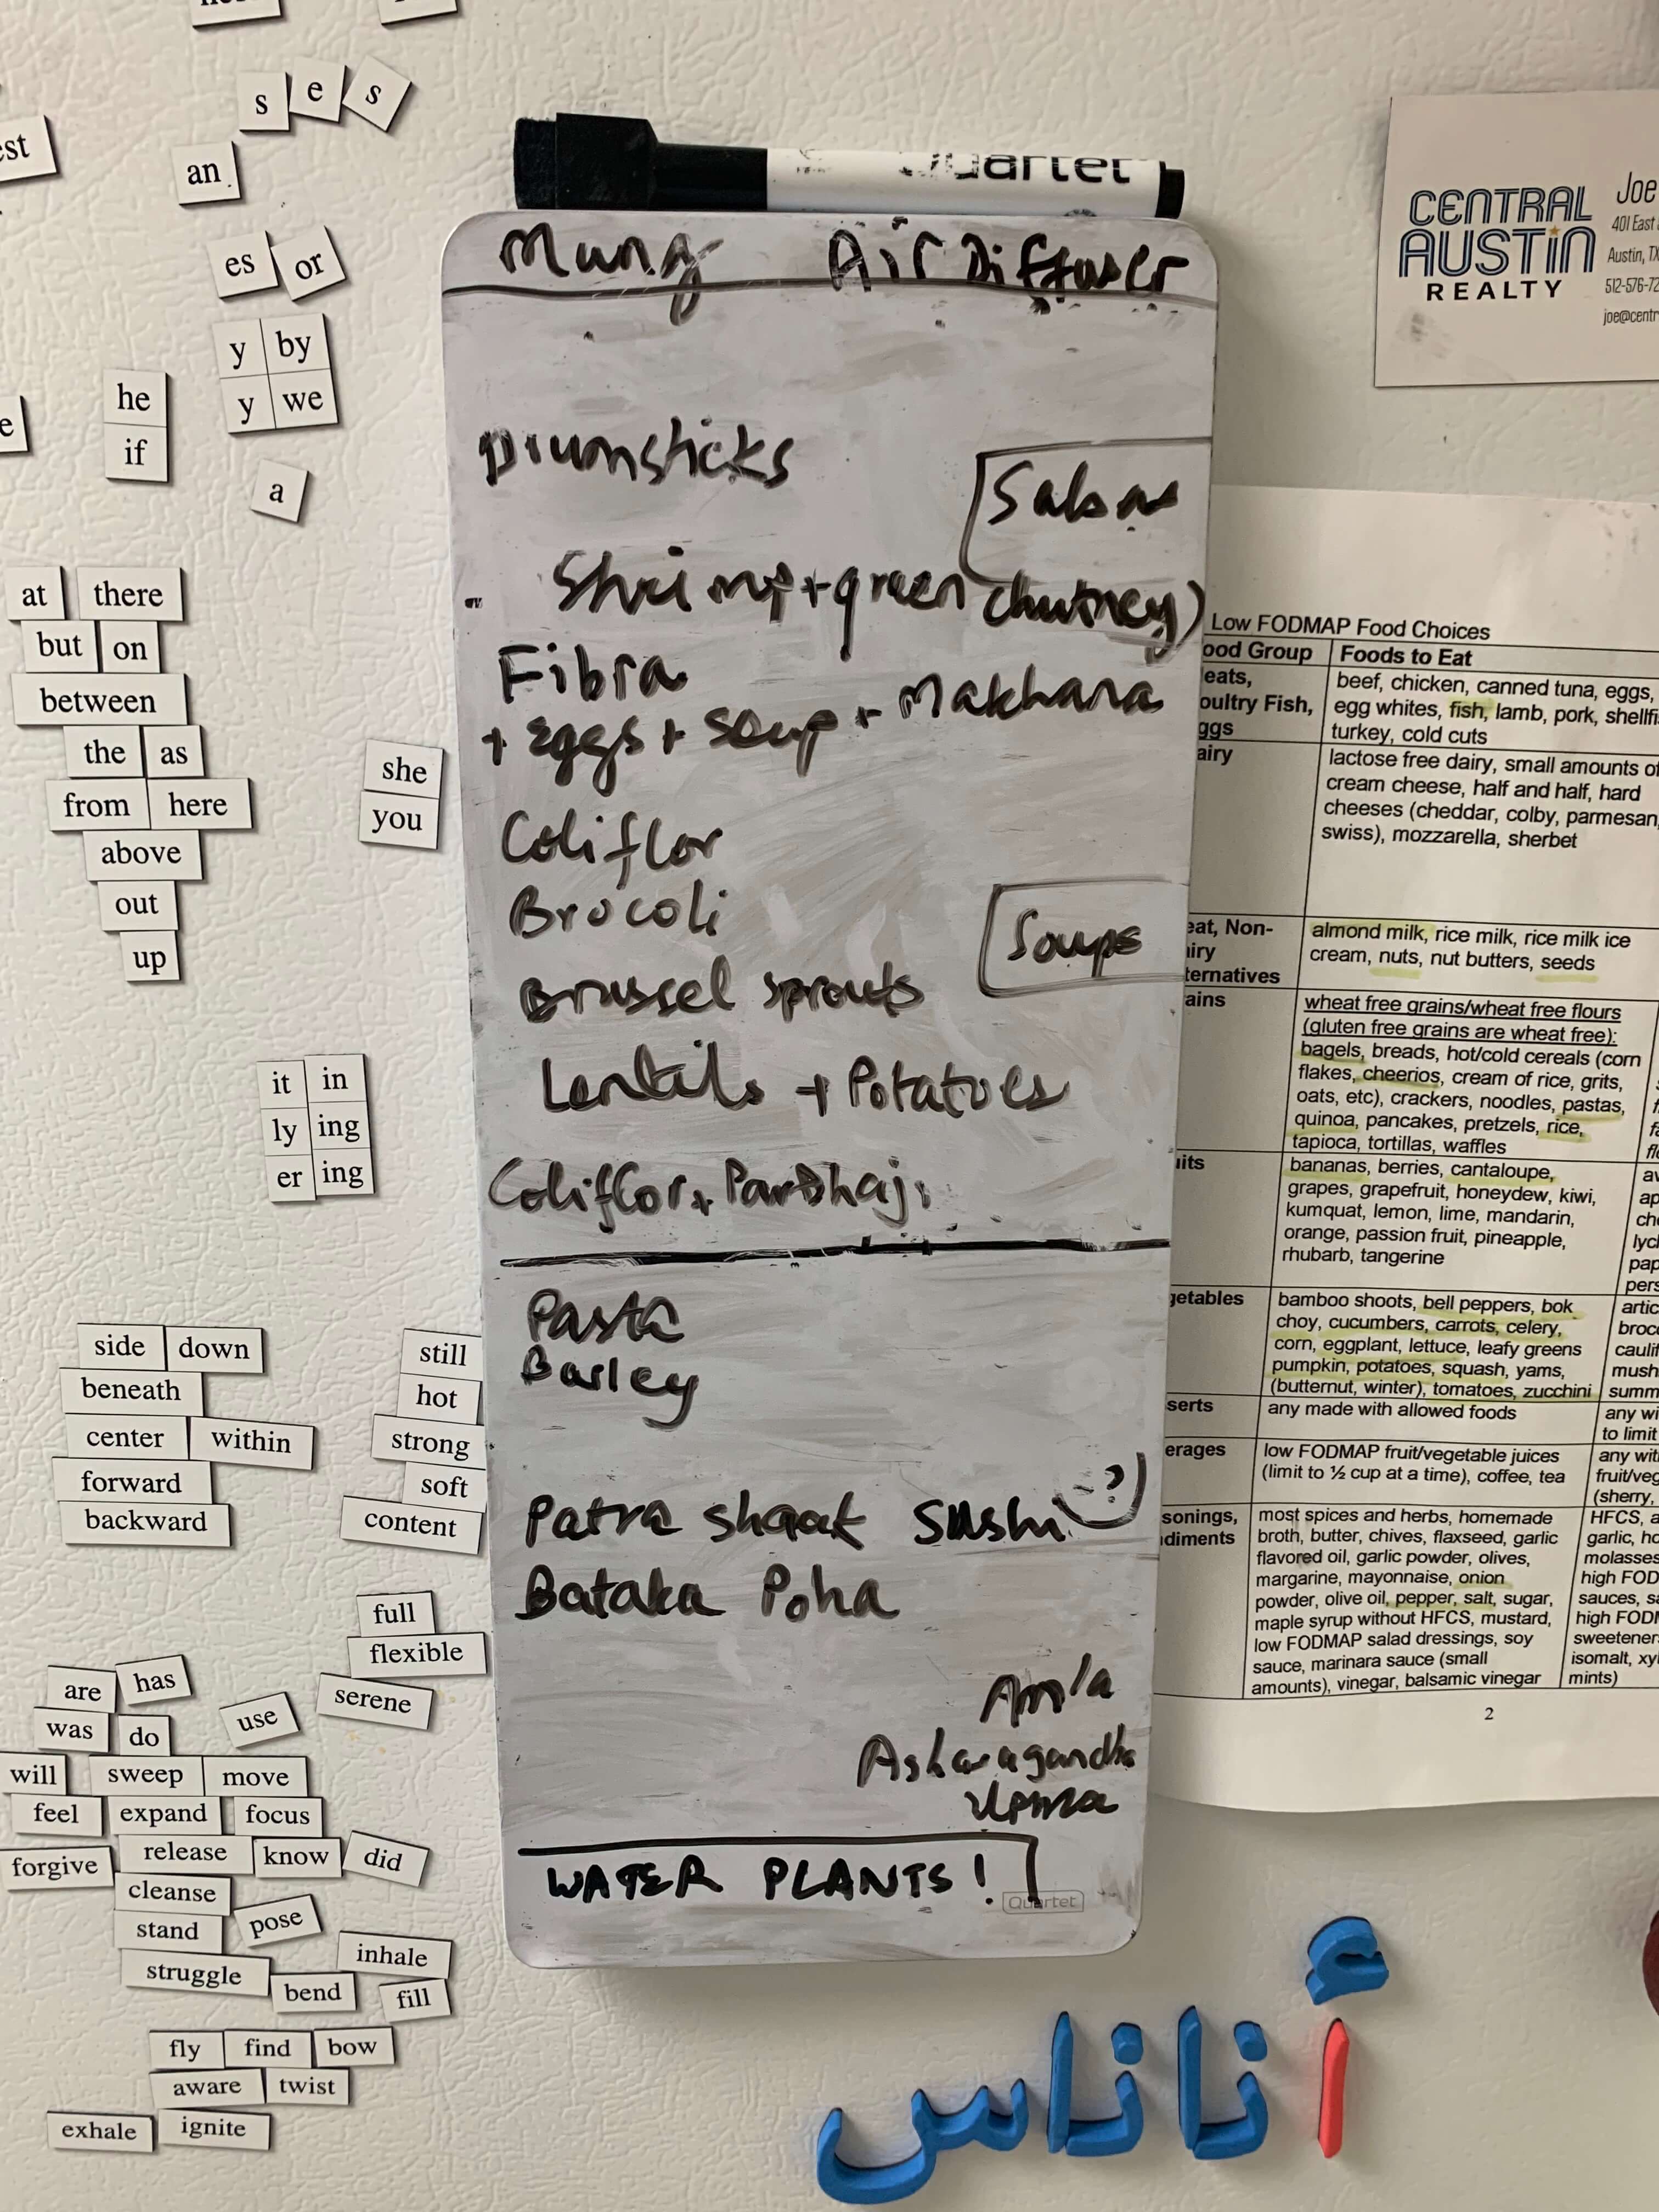 s e s
an
es or
y by
y we
he
if
a
at there
but on
between
the as
from here
above
out
up
she
you
it in
ly ing
er ing
side down
beneath
center within
forward
backward
still
hot
strong
soft
content
full
flexible
serene
are has
was do use
will sweep move
feel expand focus
forgive release know did
cleanse
stand pose
struggle inhale
bend fill
fly find bow
aware twist
exhale ignite
Quartet
Mung Air Diffuser
Drumsticks
Shrimp + green chutney)
Fibra
+ Eggs + soup + Makhana
Coliflor
Brocoli
Soups
Brussel sprouts
Lentils + Potatoes
Coliflor + Parbhaji
Pasta
Barley
Patra shaak Sushi
Bataka Poha
Amla
Ashwagandha
Upma
WATER PLANTS!
Quartet
CENTRAL
AUSTIN
REALTY
Joe
401 East
Austin, TX
512-576-72
joe@centr
Low FODMAP Food Choices
ood Group Foods to Eat
eats,
oultry Fish,
ggs
beef, chicken, canned tuna, eggs,
egg whites, fish, lamb, pork, shellfi
turkey, cold cuts
airy
lactose free dairy, small amounts of
cream cheese, half and half, hard
cheeses (cheddar, colby, parmesan,
swiss), mozzarella, sherbet
eat, Non-
iry
ternatives
almond milk, rice milk, rice milk ice
cream, nuts, nut butters, seeds
ains
wheat free grains/wheat free flours
(gluten free grains are wheat free):
bagels, breads, hot/cold cereals (corn
flakes, cheerios, cream of rice, grits,
oats, etc), crackers, noodles, pastas,
quinoa, pancakes, pretzels, rice,
tapioca, tortillas, waffles
uits
bananas, berries, cantaloupe,
grapes, grapefruit, honeydew, kiwi,
kumquat, lemon, lime, mandarin,
orange, passion fruit, pineapple,
rhubarb, tangerine
getables
bamboo shoots, bell peppers, bok
choy, cucumbers, carrots, celery,
corn, eggplant, lettuce, leafy greens
pumpkin, potatoes, squash, yams,
(butternut, winter), tomatoes, zucchini
artic
broc
caulif
mush
summ
serts
any made with allowed foods
any wi
to limit
erages
low FODMAP fruit/vegetable juices
(limit to ½ cup at a time), coffee, tea
any wit
fruit/veg
(sherry,
sonings,
diments
most spices and herbs, homemade
broth, butter, chives, flaxseed, garlic
flavored oil, garlic powder, olives,
margarine, mayonnaise, onion
powder, olive oil, pepper, salt, sugar,
maple syrup without HFCS, mustard,
low FODMAP salad dressings, soy
sauce, marinara sauce (small
amounts), vinegar, balsamic vinegar
HFCS, a
garlic, ho
molasses
high FOD
sauces, sa
high FODM
sweetener
isomalt, xyl
mints)
2
أناناس